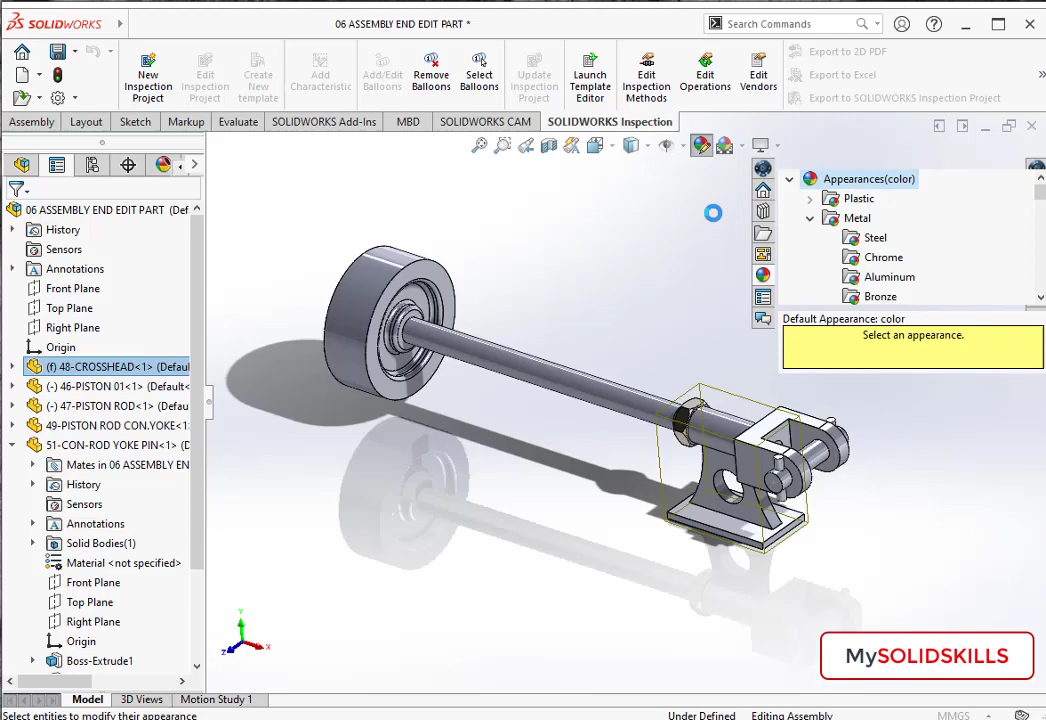 SOLIDWORKS
06 ASSEMBLY END EDIT PART *
Search Commands
New Inspection Project
Edit Inspection Project
Create New template
Add Characteristic
Add/Edit Balloons
Remove Balloons
Select Balloons
Update Inspection Project
Launch Template Editor
Edit Inspection Methods
Edit Operations
Edit Vendors
Export to 2D PDF
Export to Excel
Export to SOLIDWORKS Inspection Project
Assembly
Layout
Sketch
Markup
Evaluate
SOLIDWORKS Add-Ins
MBD
SOLIDWORKS CAM
SOLIDWORKS Inspection
06 ASSEMBLY END EDIT PART (Def
History
Sensors
Annotations
Front Plane
Top Plane
Right Plane
Origin
(f) 48-CROSSHEAD<1> (Defaul
(-) 46-PISTON 01<1> (Default<
(-) 47-PISTON ROD<1> (Defau
49-PISTON ROD CON.YOKE<1
51-CON-ROD YOKE PIN<1> (D
Mates in 06 ASSEMBLY EN
History
Sensors
Annotations
Solid Bodies(1)
Material <not specified>
Front Plane
Top Plane
Right Plane
Origin
Boss-Extrude1
Appearances(color)
Plastic
Metal
Steel
Chrome
Aluminum
Bronze
Default Appearance: color
Select an appearance.
Y
X
Z
MySOLIDSKILLS
Model
3D Views
Motion Study 1
Select entities to modify their appearance
Under Defined
Editing Assembly
MMGS